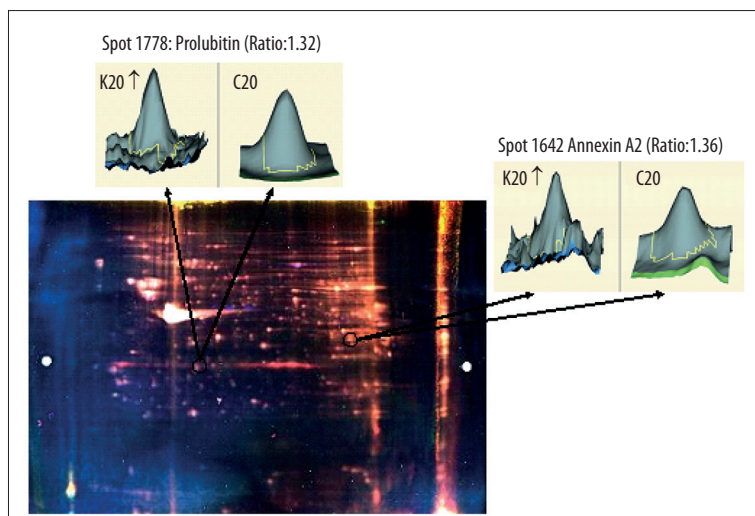 Spot 1778: Prolubitin (Ratio:1.32)
K20 ↑ C20
Spot 1642 Annexin A2 (Ratio:1.36)
K20 ↑ C20